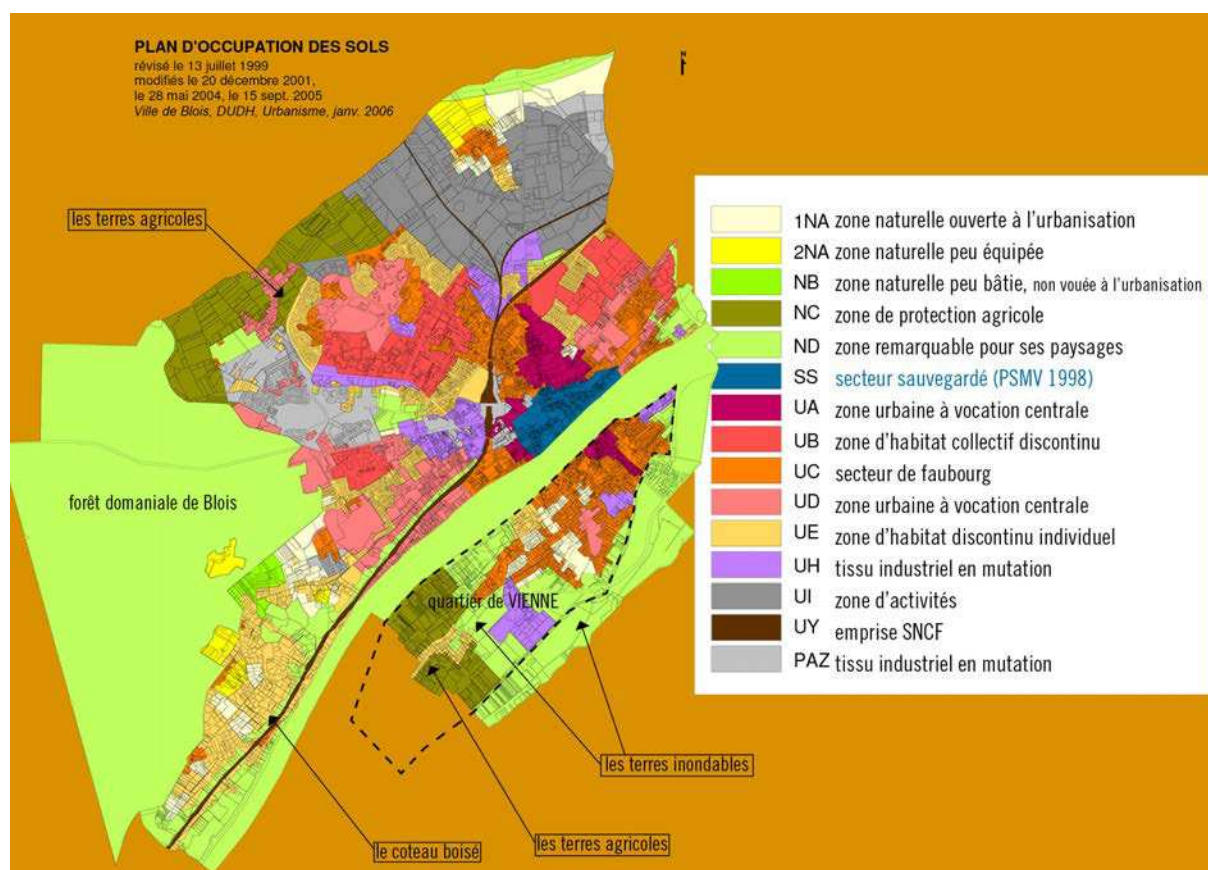 PLAN D'OCCUPATION DES SOLS
révisé le 13 juillet 1999
modifiés le 20 décembre 2001,
le 28 mai 2004, le 15 sept. 2005
Ville de Blois, DUDH, Urbanisme, janv. 2006
N
les terres agricoles
forêt domaniale de Blois
quartier de VIENNE
les terres inondables
les terres agricoles
le coteau boisé
1NA zone naturelle ouverte à l'urbanisation
2NA zone naturelle peu équipée
NB zone naturelle peu bâtie, non vouée à l'urbanisation
NC zone de protection agricole
ND zone remarquable pour ses paysages
SS secteur sauvegardé (PSMV 1998)
UA zone urbaine à vocation centrale
UB zone d'habitat collectif discontinu
UC secteur de faubourg
UD zone urbaine à vocation centrale
UE zone d'habitat discontinu individuel
UH tissu industriel en mutation
UI zone d'activités
UY emprise SNCF
PAZ tissu industriel en mutation